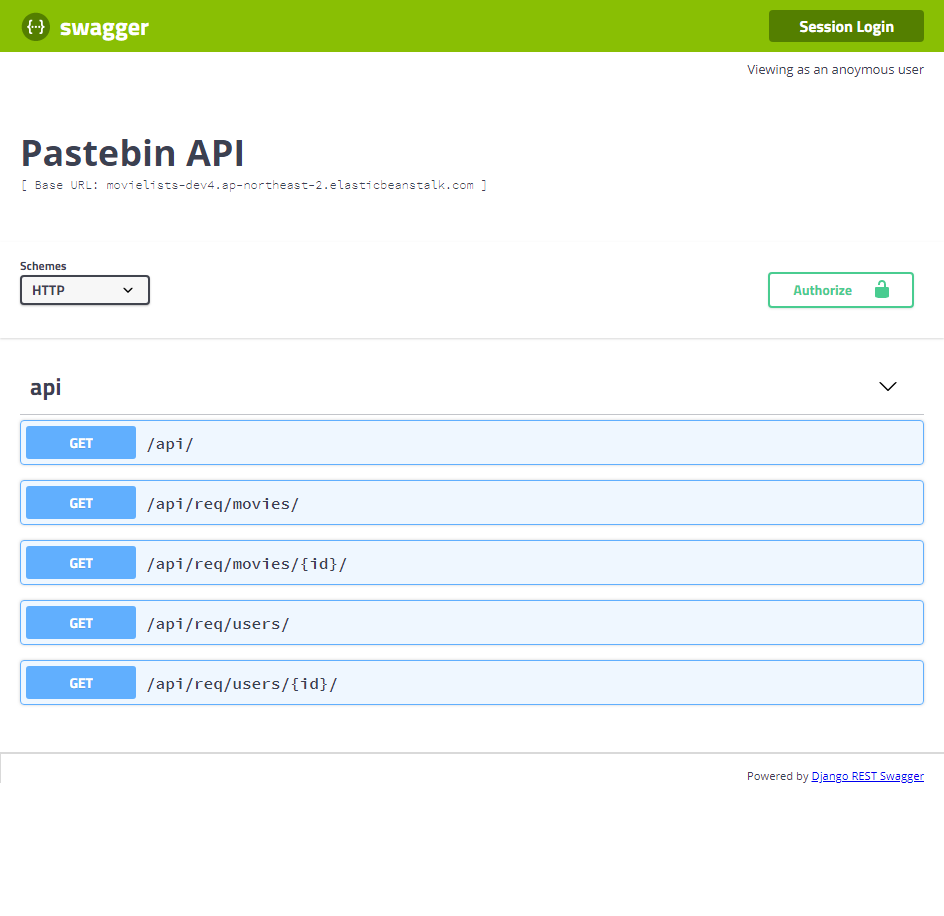 swagger
Session Login
Viewing as an anoymous user
Pastebin API
[ Base URL: movielists-dev4.ap-northeast-2.elasticbeanstalk.com ]
Schemes
HTTP
Authorize
api
GET /api/
GET /api/req/movies/
GET /api/req/movies/{id}/
GET /api/req/users/
GET /api/req/users/{id}/
Powered by Django REST Swagger